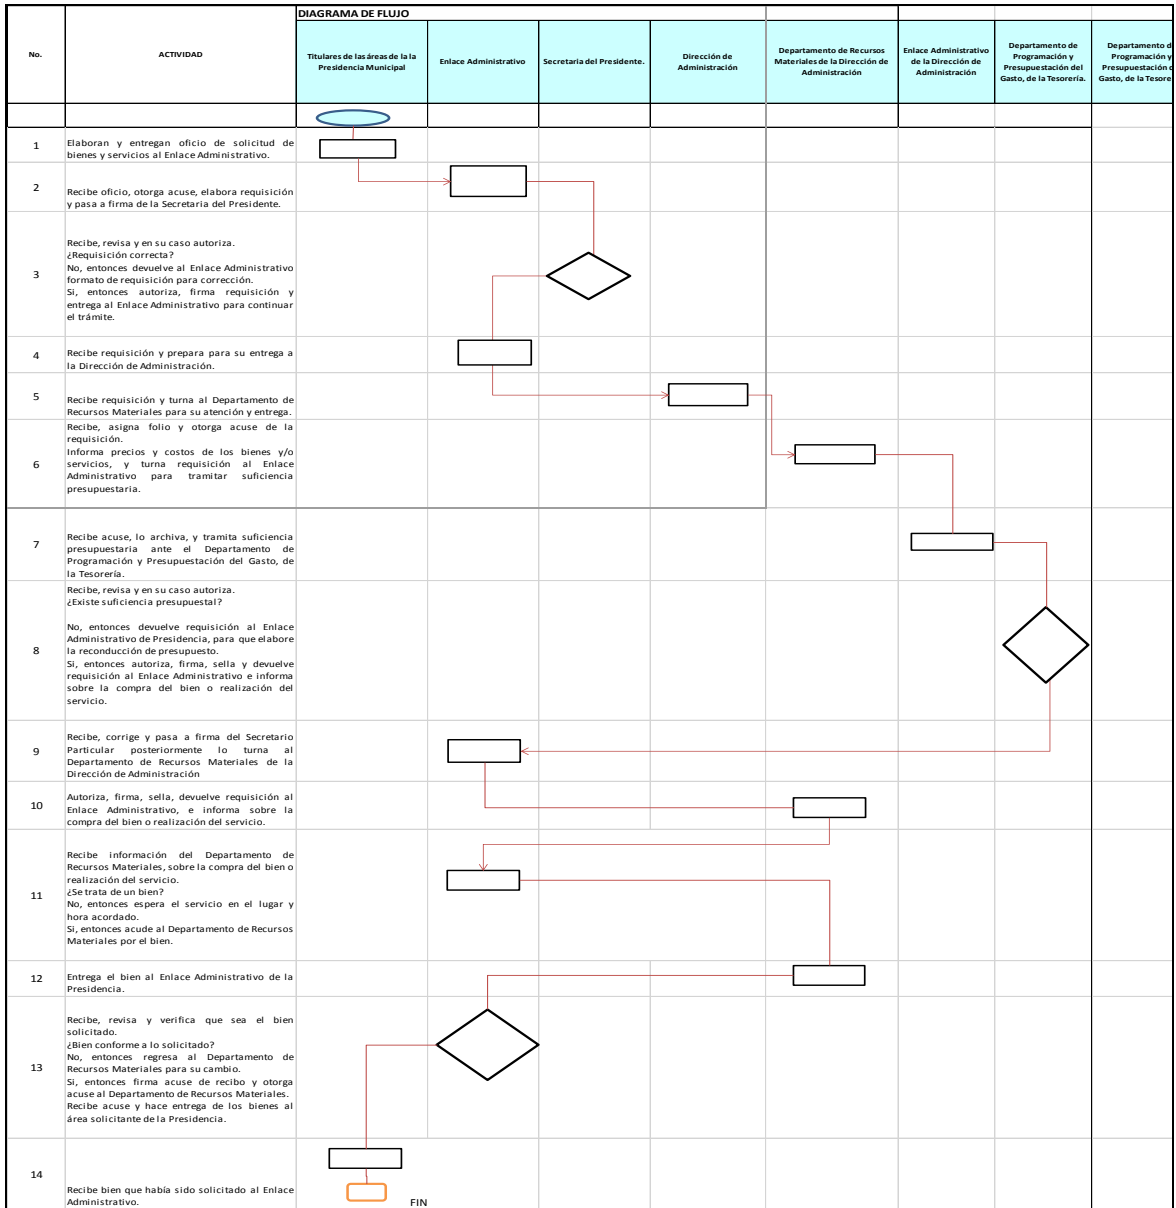 DIAGRAMA DE FLUJO
No.
ACTIVIDAD
Titulares de las áreas de la la
Presidencia Municipal
Enlace Administrativo
Secretaria del Presidente.
Dirección de
Administración
Departamento de Recursos
Materiales de la Dirección de
Administración
Enlace Administrativo
de la Dirección de
Administración
Departamento de
Programación y
Presupuestación del
Gasto, de la Tesorería.
Departamento d
Programación y
Presupuestación d
Gasto, de la Tesore
1
Elaboran y entregan oficio de solicitud de
bienes y servicios al Enlace Administrativo.
2
Recibe oficio, otorga acuse, elabora requisición
y pasa a firma de la Secretaria del Presidente.
3
Recibe, revisa y en su caso autoriza.
¿Requisición correcta?
No, entonces devuelve al Enlace Administrativo
formato de requisición para corrección.
Si, entonces autoriza, firma requisición y
entrega al Enlace Administrativo para continuar
el trámite.
4
Recibe requisición y prepara para su entrega a
la Dirección de Administración.
5
Recibe requisición y turna al Departamento de
Recursos Materiales para su atención y entrega.
6
Recibe, asigna folio y otorga acuse de la
requisición.
Informa precios y costos de los bienes y/o
servicios, y turna requisición al Enlace
Administrativo para tramitar suficiencia
presupuestaria.
7
Recibe acuse, lo archiva, y tramita suficiencia
presupuestaria ante el Departamento de
Programación y Presupuestación del Gasto, de
la Tesorería.
8
Recibe, revisa y en su caso autoriza.
¿Existe suficiencia presupuestal?
No, entonces devuelve requisición al Enlace
Administrativo de Presidencia, para que elabore
la reconducción de presupuesto.
Si, entonces autoriza, firma, sella y devuelve
requisición al Enlace Administrativo e informa
sobre la compra del bien o realización del
servicio.
9
Recibe, corrige y pasa a firma del Secretario
Particular posteriormente lo turna al
Departamento de Recursos Materiales de la
Dirección de Administración
10
Autoriza, firma, sella, devuelve requisición al
Enlace Administrativo, e informa sobre la
compra del bien o realización del servicio.
11
Recibe información del Departamento de
Recursos Materiales, sobre la compra del bien o
realización del servicio.
¿Se trata de un bien?
No, entonces espera el servicio en el lugar y
hora acordado.
Si, entonces acude al Departamento de Recursos
Materiales por el bien.
12
Entrega el bien al Enlace Administrativo de la
Presidencia.
13
Recibe, revisa y verifica que sea el bien
solicitado.
¿Bien conforme a lo solicitado?
No, entonces regresa al Departamento de
Recursos Materiales para su cambio.
Si, entonces firma acuse de recibo y otorga
acuse al Departamento de Recursos Materiales.
Recibe acuse y hace entrega de los bienes al
área solicitante de la Presidencia.
14
Recibe bien que había sido solicitado al Enlace
Administrativo.
FIN